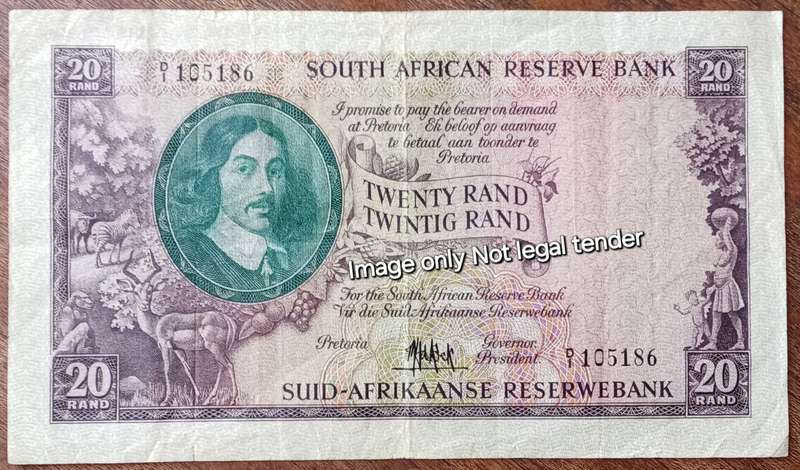 20
RAND
D/1 105186
SOUTH AFRICAN RESERVE BANK
20
RAND
I promise to pay the bearer on demand
at Pretoria Ek beloof op aanvraag
te betaal aan toonder te
Pretoria
TWENTY RAND
TWINTIG RAND
Image only Not legal tender
For the South African Reserve Bank
Vir die Suid-Afrikaanse Reserwebank
Pretoria
Governor.
President.
D/1 105186
20
RAND
SUID-AFRIKAANSE RESERWEBANK
20
RAND